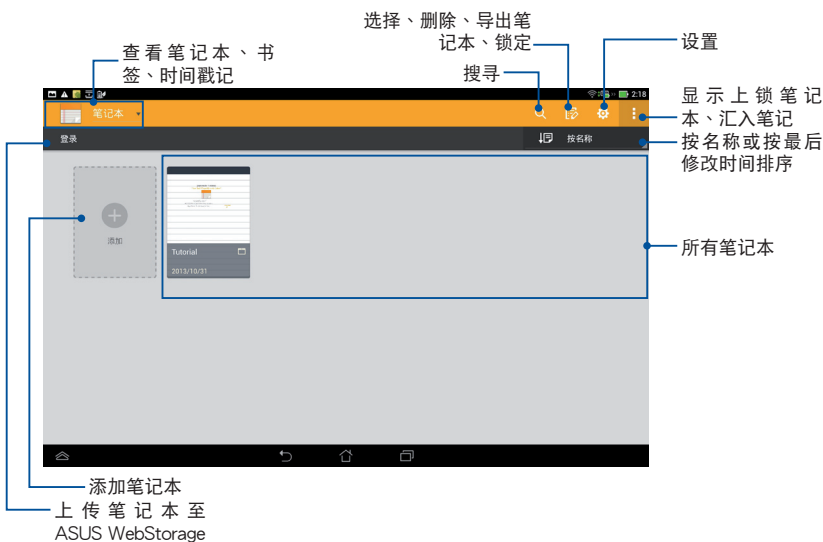 选择、删除、导出笔
记本、锁定
设置
查看笔记本、书
签、时间戳记
搜寻
2:18
显示上锁笔记
本、汇入笔记
笔记本
登录
按名称
按名称或按最后
修改时间排序
添加
Tutorial
2013/10/31
所有笔记本
添加笔记本
上传笔记本至
ASUS WebStorage